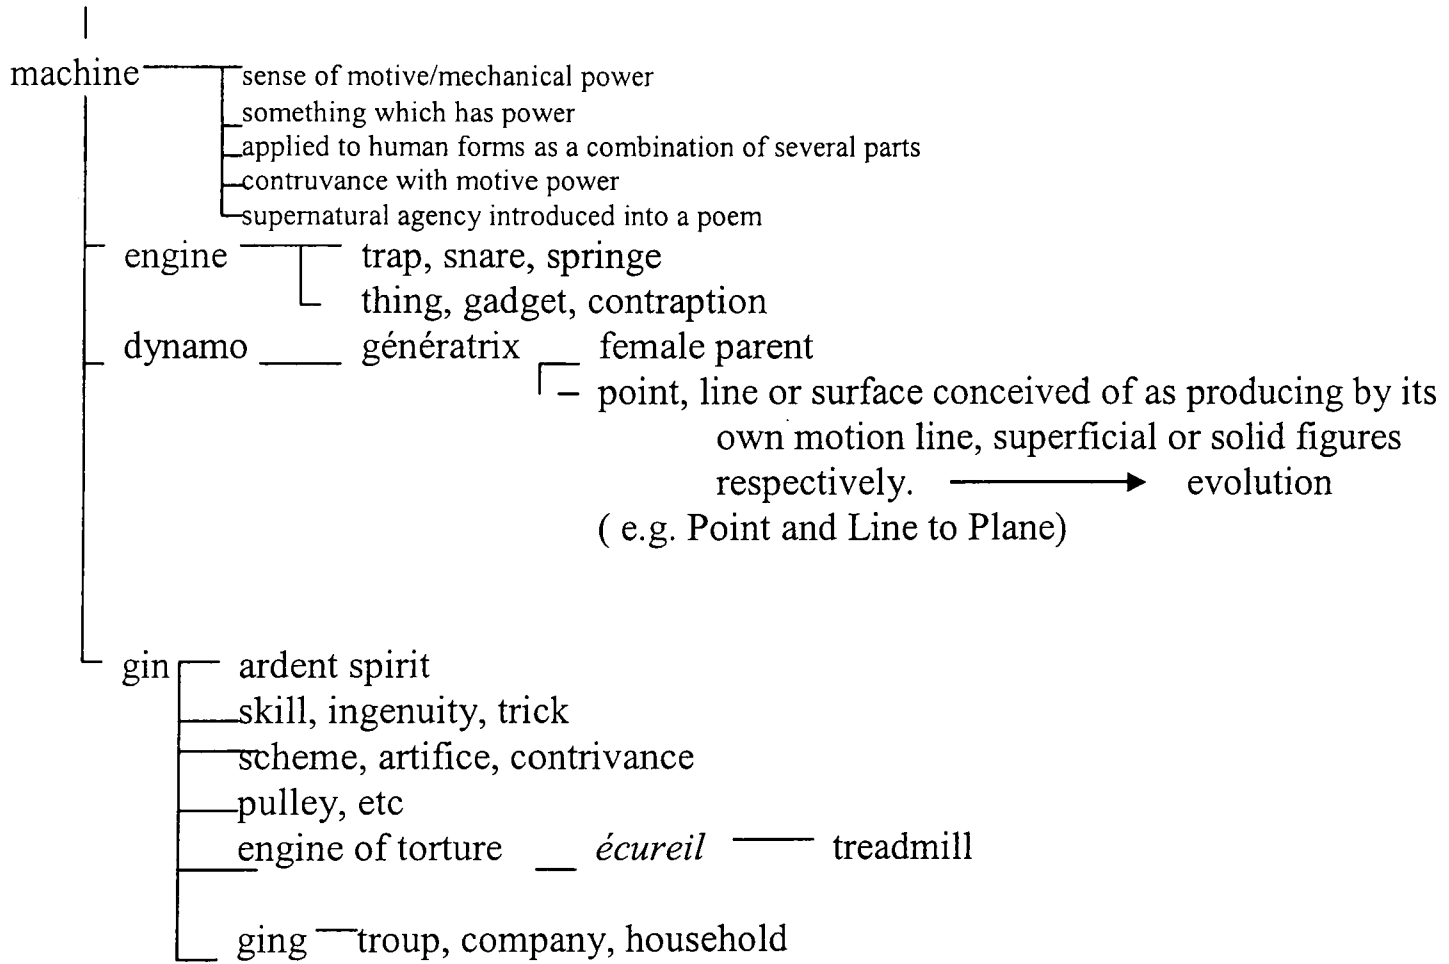 machine sense of motive/mechanical power
something which has power
applied to human forms as a combination of several parts
contruvance with motive power
supernatural agency introduced into a poem
engine trap, snare, springe
thing, gadget, contraption
dynamo génératrix female parent
– point, line or surface conceived of as producing by its
own motion line, superficial or solid figures
respectively. → evolution
( e.g. Point and Line to Plane)
gin ardent spirit
skill, ingenuity, trick
scheme, artifice, contrivance
pulley, etc
engine of torture écureil treadmill
ging troup, company, household